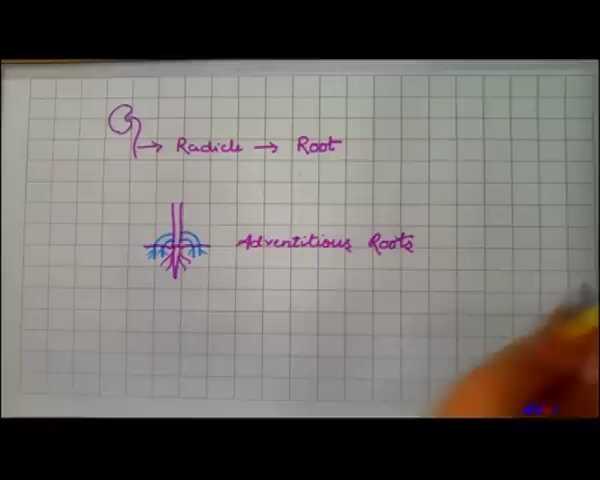 → Radicle → Root
Adventitious Roots